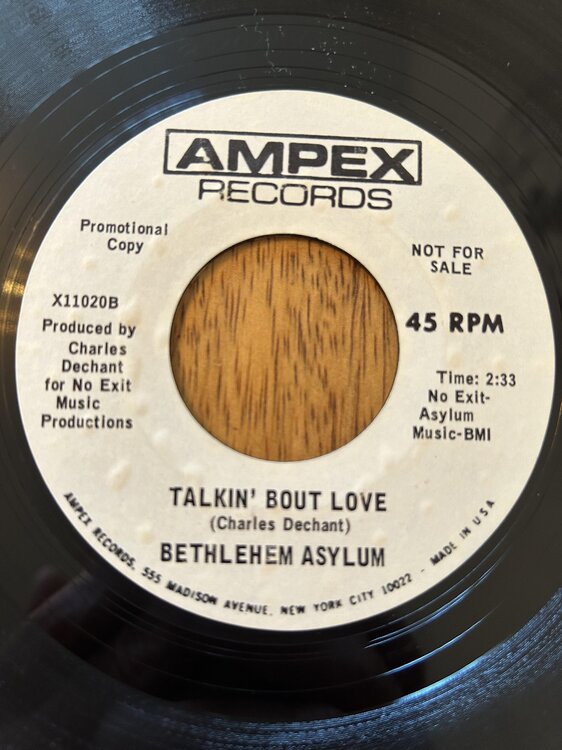 AMPEX
RECORDS
Promotional
Copy
NOT FOR
SALE
X11020B
Produced by
Charles
Dechant
for No Exit
Music
Productions
45 RPM
Time: 2:33
No Exit-
Asylum
Music-BMI
TALKIN' BOUT LOVE
(Charles Dechant)
BETHLEHEM ASYLUM
AMPEX RECORDS, 555 MADISON AVENUE, NEW YORK CITY 10022 - MADE IN USA